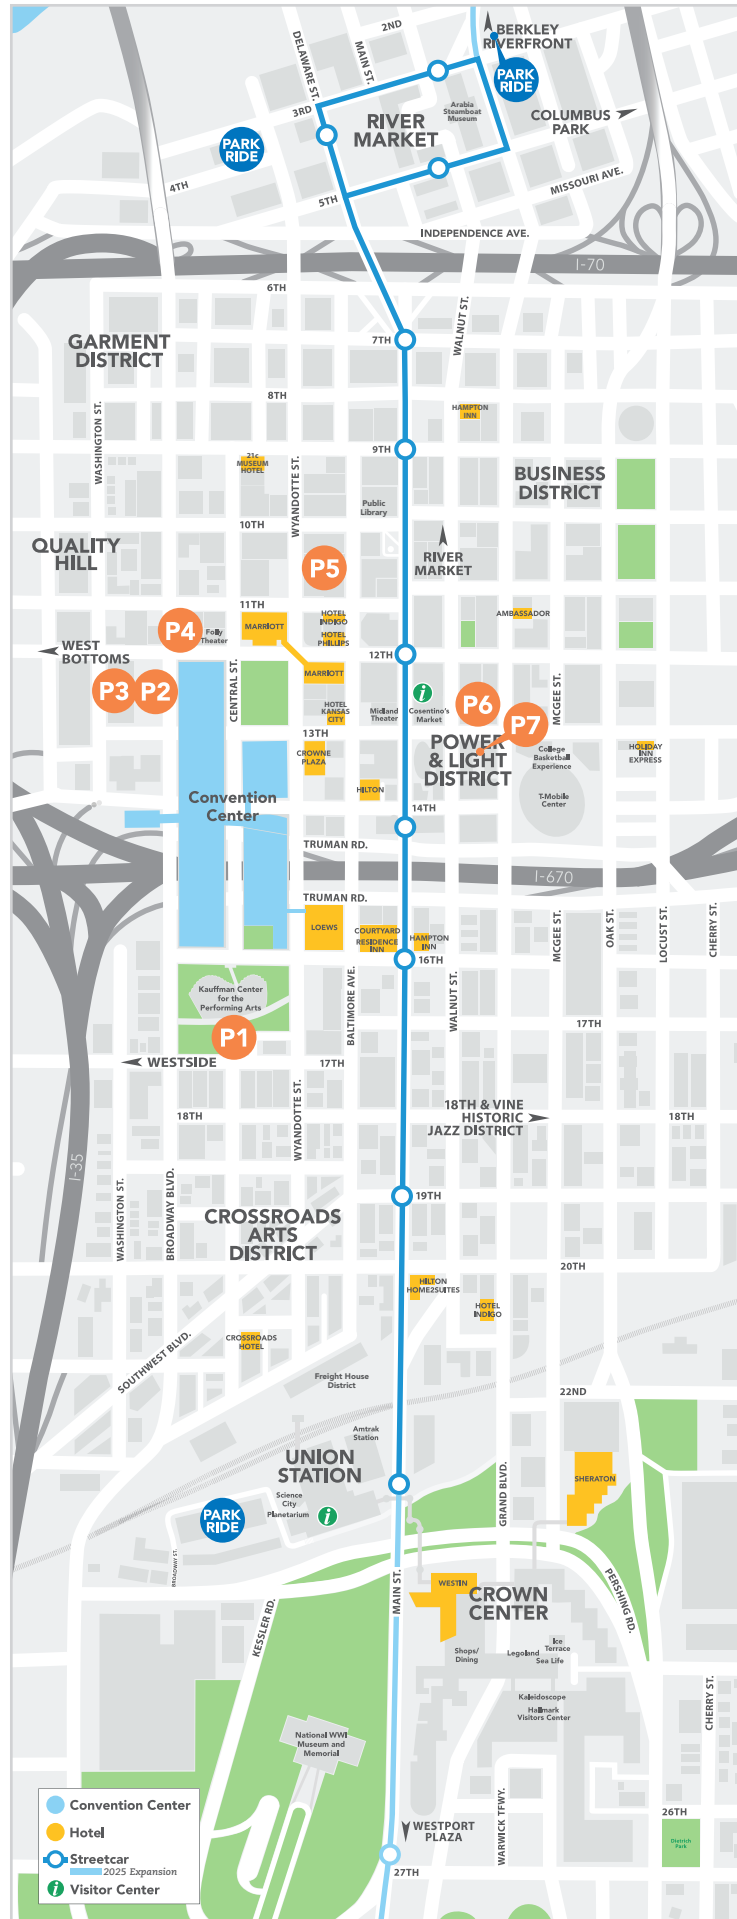 2ND
BERKLEY
RIVERFRONT
DELAWARE ST.
MAIN ST.
PARK
RIDE
3RD
Arabia
Steamboat
Museum
RIVER
MARKET
COLUMBUS
PARK
PARK
RIDE
4TH
5TH
MISSOURI AVE.
INDEPENDENCE AVE.
I-70
6TH
WALNUT ST.
GARMENT
DISTRICT
7TH
8TH
HAMPTON
INN
WASHINGTON ST.
9TH
21c
MUSEUM
HOTEL
WYANDOTTE ST.
BUSINESS
DISTRICT
Public
Library
10TH
QUALITY
HILL
RIVER
MARKET
P5
11TH
HOTEL
INDIGO
AMBASSADOR
P4
Folly
Theater
MARRIOTT
HOTEL
PHILLIPS
WEST
BOTTOMS
12TH
MARRIOTT
CENTRAL ST.
P3
P2
i
MCGEE ST.
HOTEL
KANSAS
CITY
Midland
Theater
Cosentino's
Market
P6
P7
13TH
POWER
& LIGHT
DISTRICT
CROWNE
PLAZA
College
Basketball
Experience
HOLIDAY
INN
EXPRESS
Convention
Center
HILTON
T-Mobile
Center
14TH
TRUMAN RD.
I-670
TRUMAN RD.
LOEWS
COURTYARD
RESIDENCE
INN
HAMPTON
INN
MCGEE ST.
OAK ST.
LOCUST ST.
CHERRY ST.
16TH
BALTIMORE AVE.
WALNUT ST.
Kauffman Center
for the
Performing Arts
P1
17TH
WESTSIDE
17TH
WYANDOTTE ST.
18TH & VINE
HISTORIC
JAZZ DISTRICT
18TH
18TH
I-35
WASHINGTON ST.
BROADWAY BLVD.
19TH
CROSSROADS
ARTS
DISTRICT
20TH
HILTON
HOME2SUITES
HOTEL
INDIGO
CROSSROADS
HOTEL
SOUTHWEST BLVD.
Freight House
District
22ND
Amtrak
Station
UNION
STATION
SHERATON
GRAND BLVD.
Science
City
Planetarium
i
PARK
RIDE
BROADWAY ST.
MAIN ST.
WESTIN
CROWN
CENTER
PERSHING RD.
KESSLER RD.
Shops/
Dining
Ice
Terrace
Legoland
Sea Life
CHERRY ST.
Kaleidoscope
Hallmark
Visitors Center
National WWI
Museum and
Memorial
WARWICK TFWY.
WESTPORT
PLAZA
26TH
Dietrich
Park
27TH
Convention Center
Hotel
Streetcar
2025 Expansion
i
Visitor Center